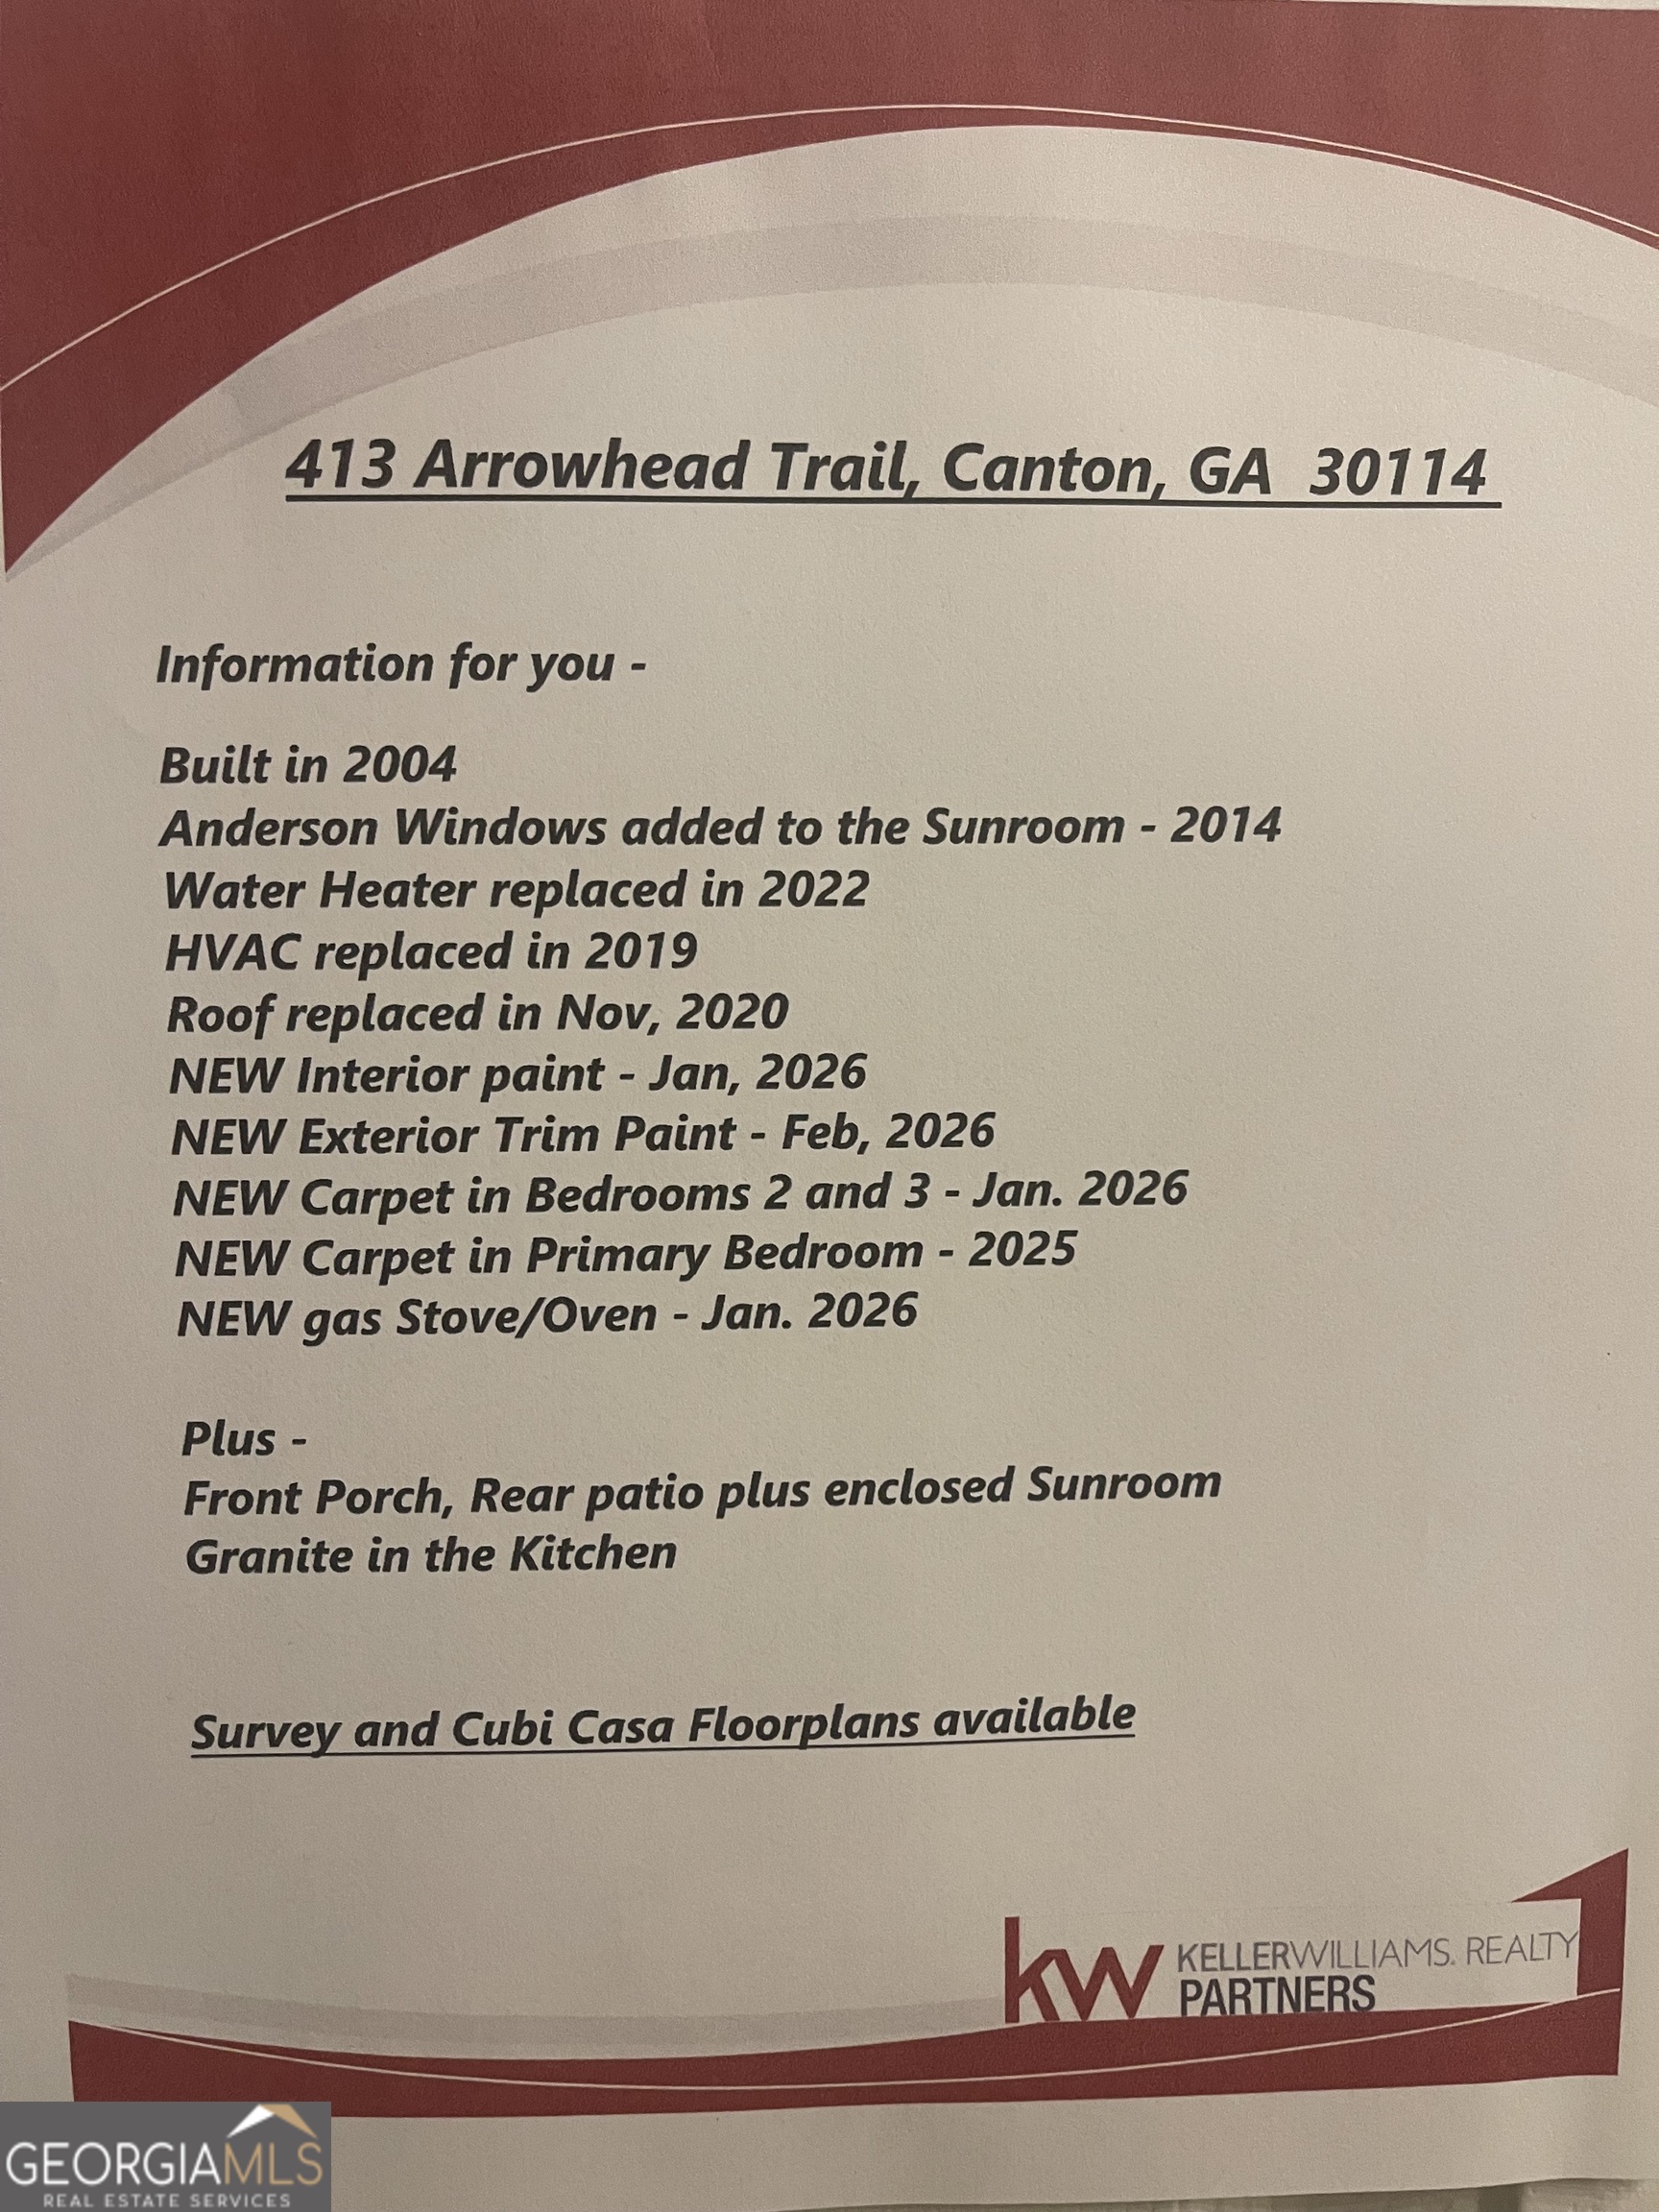 413 Arrowhead Trail, Canton, GA  30114
Information for you -
Built in 2004
Anderson Windows added to the Sunroom - 2014
Water Heater replaced in 2022
HVAC replaced in 2019
Roof replaced in Nov, 2020
NEW Interior paint - Jan, 2026
NEW Exterior Trim Paint - Feb, 2026
NEW Carpet in Bedrooms 2 and 3 - Jan. 2026
NEW Carpet in Primary Bedroom - 2025
NEW gas Stove/Oven - Jan. 2026
Plus -
Front Porch, Rear patio plus enclosed Sunroom
Granite in the Kitchen
Survey and Cubi Casa Floorplans available
kw KELLERWILLIAMS. REALTY
PARTNERS
GEORGIAMLS
REAL ESTATE SERVICES